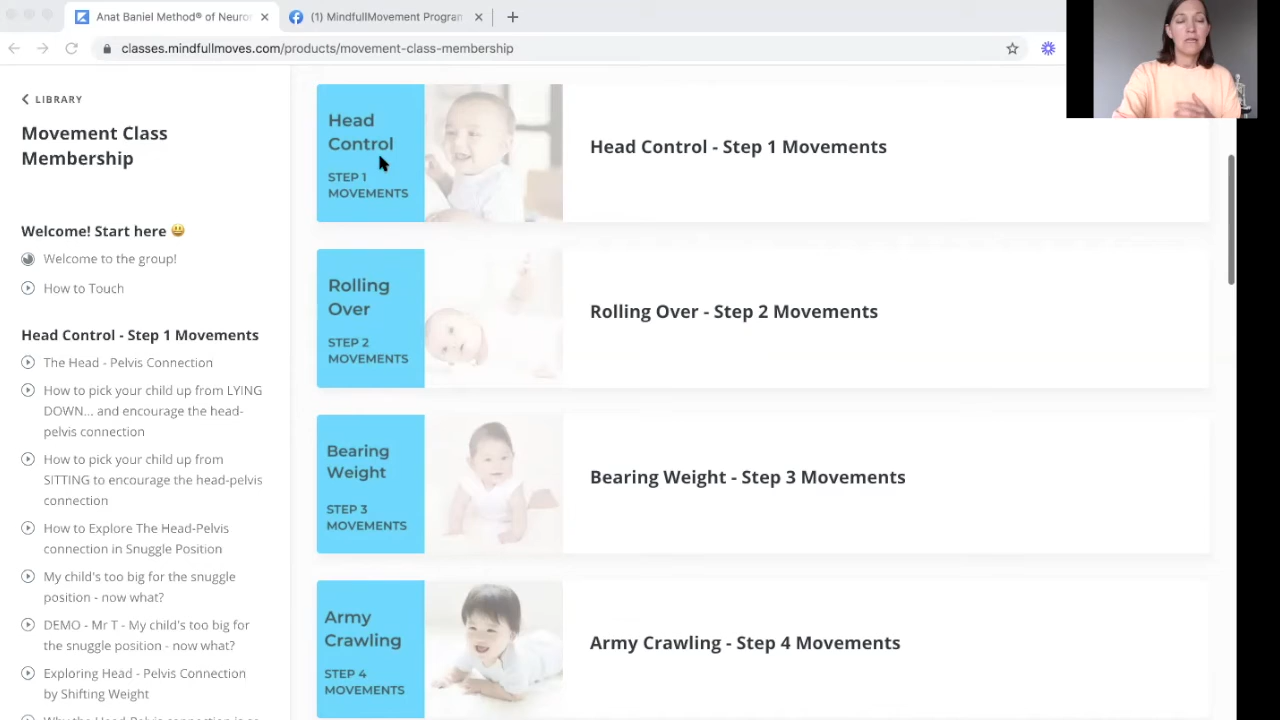 Anat Baniel Method® of Neuro
(1) MindfullMovement Program
classes.mindfullmoves.com/products/movement-class-membership
LIBRARY
Movement Class
Membership
Welcome! Start here 😃
Welcome to the group!
How to Touch
Head Control - Step 1 Movements
The Head - Pelvis Connection
How to pick your child up from LYING
DOWN... and encourage the head-
pelvis connection
How to pick your child up from
SITTING to encourage the head-pelvis
connection
How to Explore The Head-Pelvis
connection in Snuggle Position
My child's too big for the snuggle
position - now what?
DEMO - Mr T - My child's too big for
the snuggle position - now what?
Exploring Head - Pelvis Connection
by Shifting Weight
Head
Control
STEP 1
MOVEMENTS
Head Control - Step 1 Movements
Rolling
Over
STEP 2
MOVEMENTS
Rolling Over - Step 2 Movements
Bearing
Weight
STEP 3
MOVEMENTS
Bearing Weight - Step 3 Movements
Army
Crawling
STEP 4
MOVEMENTS
Army Crawling - Step 4 Movements